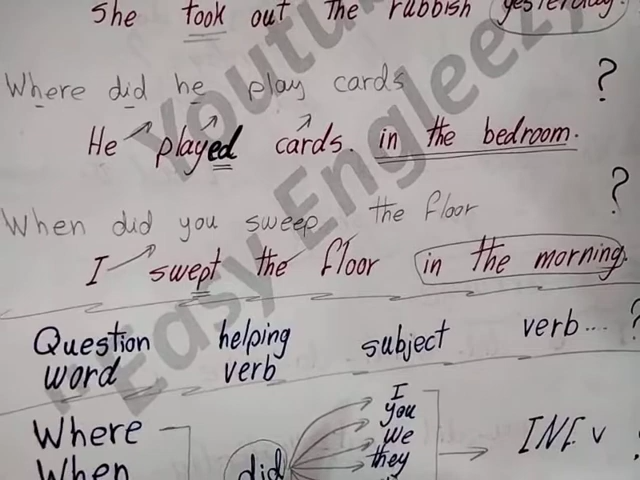 She took out the rubbish yesterday.
Where did he play cards ?
He played cards. in the bedroom.
When did you sweep the floor ?
I swept the floor in the morning.
Question helping subject verb.... ?
word verb
I
Where you
we INF v
When did they
Youtube
Easy Engleezy